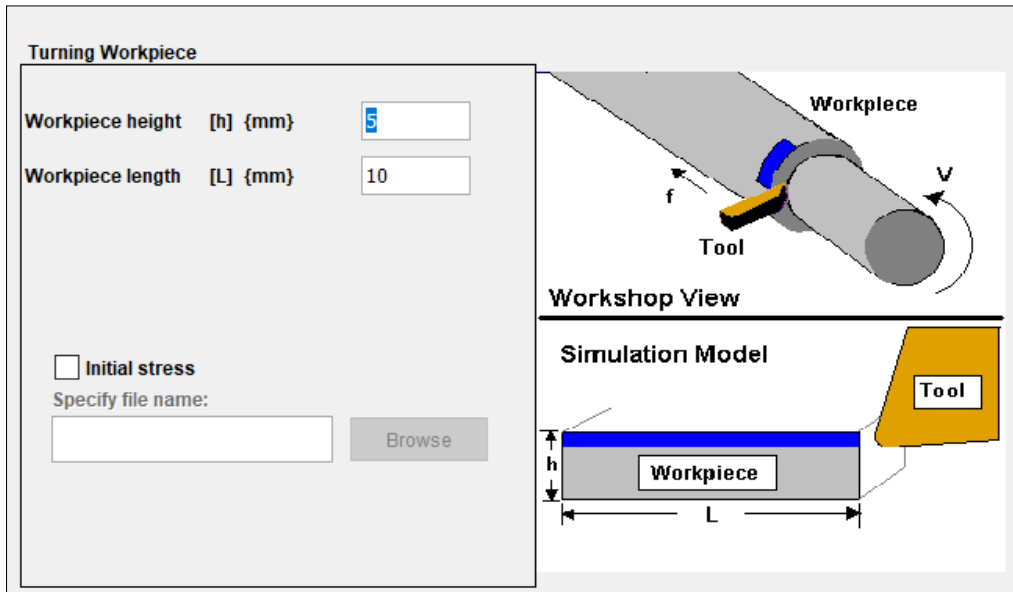 Turning Workpiece
Workpiece height [h] {mm} 5
Workpiece length [L] {mm} 10
Initial stress
Specify file name:
Browse
Workpiece
f
V
Tool
Workshop View
Simulation Model
Tool
h
Workpiece
L